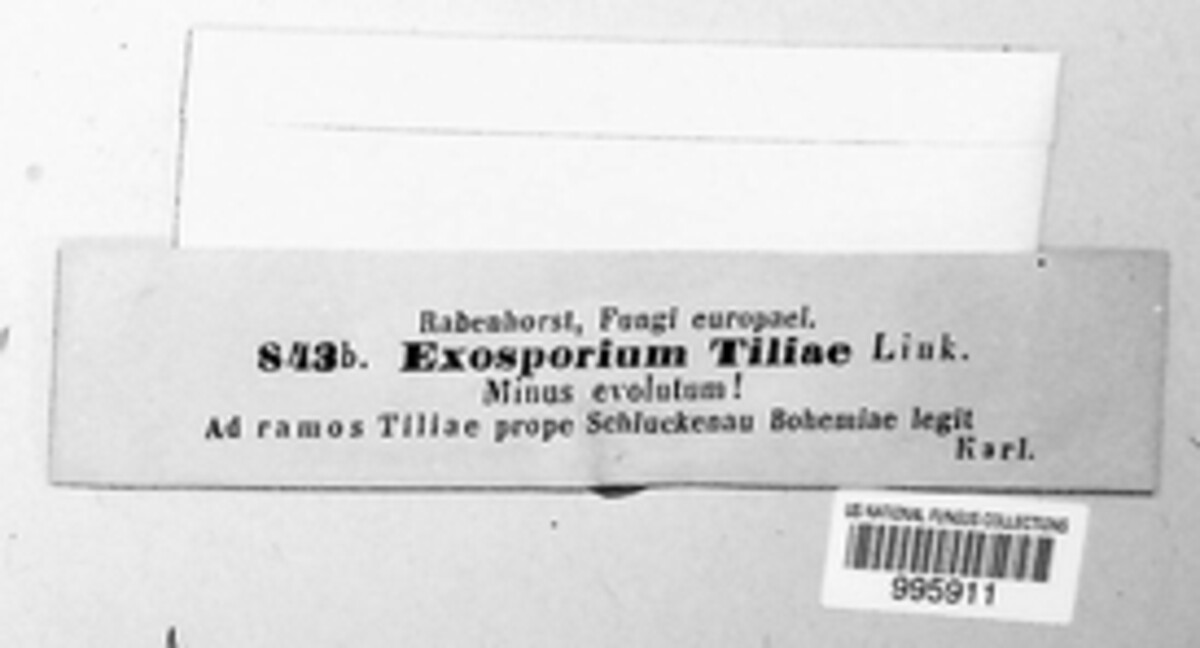 Rabenhorst, Fungi europaei.
843b. Exosporium Tiliae Link.
Minus evolutum!
Ad ramos Tiliae prope Schluckenau Bohemiae legit
Karl.
US NATIONAL FUNGUS COLLECTIONS
995911